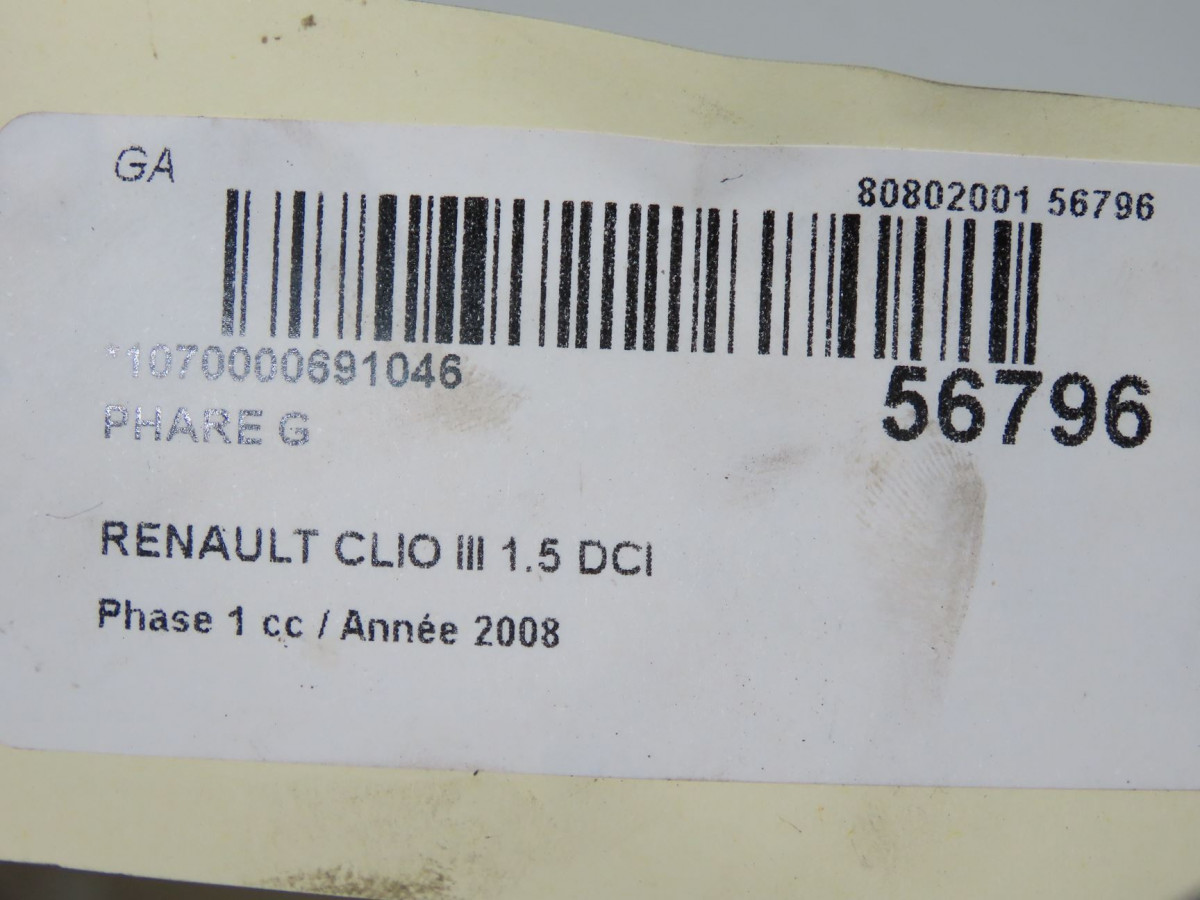 GA
80802001 56796
*1070000691046
56796
PHARE G
RENAULT CLIO III 1.5 DCI
Phase 1 cc / Année 2008